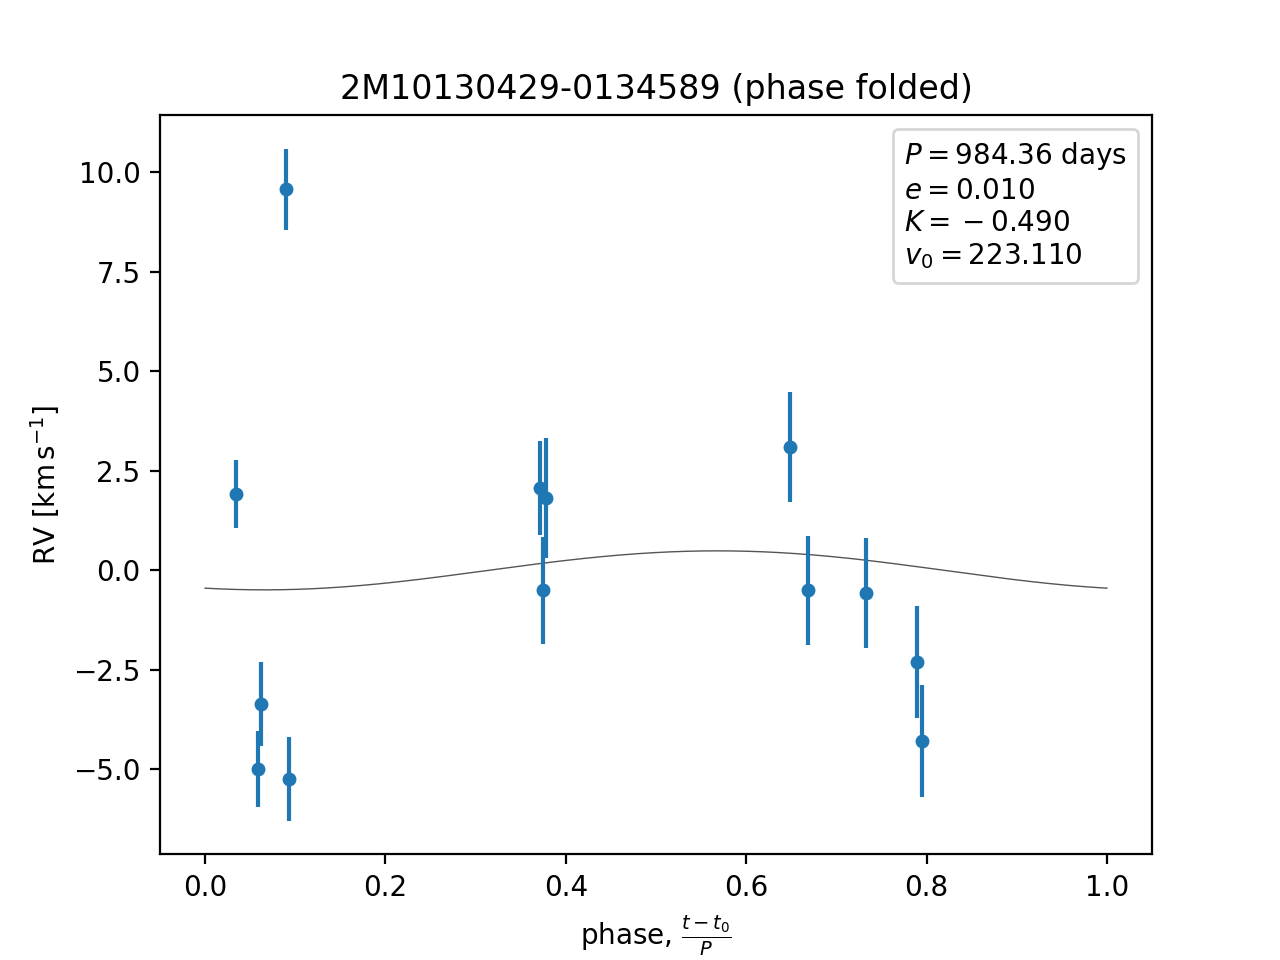 2M10130429-0134589 (phase folded)
P = 984.36 days
e = 0.010
K = −0.490
v₀ = 223.110
10.0
7.5
5.0
2.5
0.0
−2.5
−5.0
RV [km s⁻¹]
0.0 0.2 0.4 0.6 0.8 1.0
phase, (t − t₀)/P